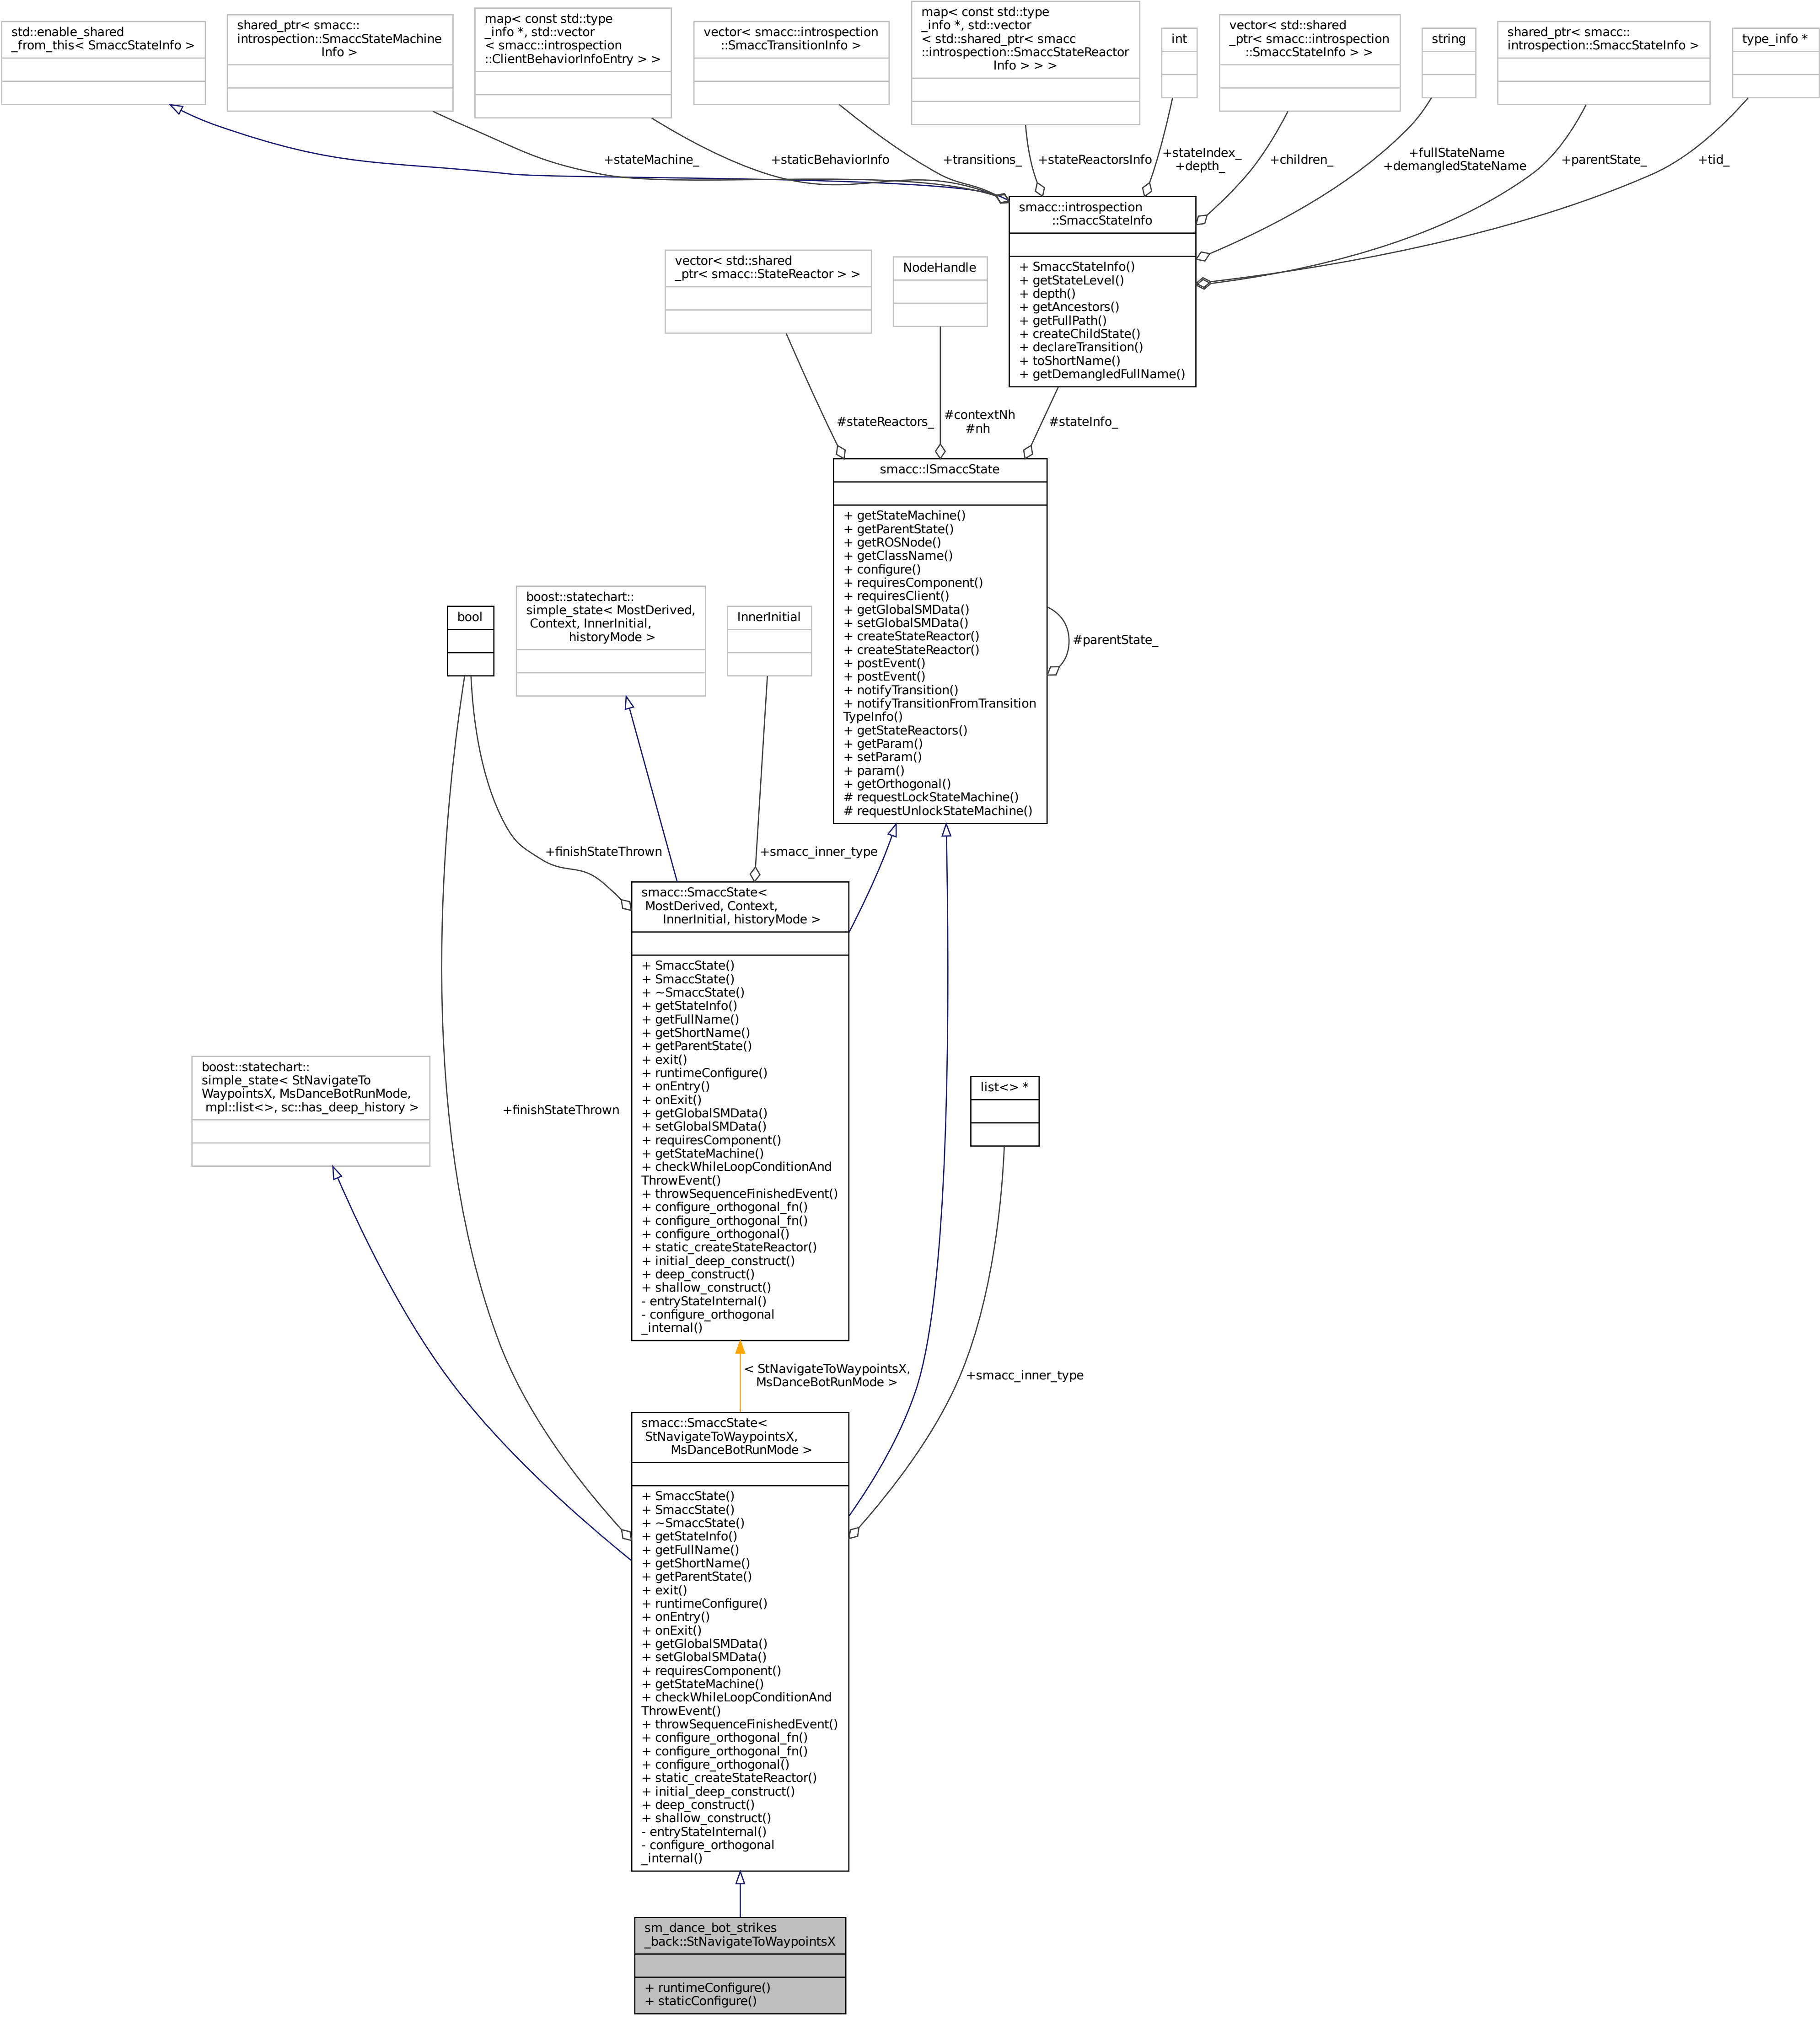 std::enable_shared
_from_this< SmaccStateInfo >
shared_ptr< smacc::
introspection::SmaccStateMachine
Info >
map< const std::type
_info *, std::vector
< smacc::introspection
::ClientBehaviorInfoEntry > >
vector< smacc::introspection
::SmaccTransitionInfo >
map< const std::type
_info *, std::vector
< std::shared_ptr< smacc
::introspection::SmaccStateReactor
Info > > >
int
vector< std::shared
_ptr< smacc::introspection
::SmaccStateInfo > >
string
shared_ptr< smacc::
introspection::SmaccStateInfo >
type_info *
+stateMachine_
+staticBehaviorInfo
+transitions_
+stateReactorsInfo
+stateIndex_
+depth_
+children_
+fullStateName
+demangledStateName
+parentState_
+tid_
smacc::introspection
::SmaccStateInfo
+ SmaccStateInfo()
+ getStateLevel()
+ depth()
+ getAncestors()
+ getFullPath()
+ createChildState()
+ declareTransition()
+ toShortName()
+ getDemangledFullName()
vector< std::shared
_ptr< smacc::StateReactor > >
NodeHandle
#stateReactors_
#contextNh
#nh
#stateInfo_
smacc::ISmaccState
+ getStateMachine()
+ getParentState()
+ getROSNode()
+ getClassName()
+ configure()
+ requiresComponent()
+ requiresClient()
+ getGlobalSMData()
+ setGlobalSMData()
+ createStateReactor()
+ createStateReactor()
+ postEvent()
+ postEvent()
+ notifyTransition()
+ notifyTransitionFromTransition
TypeInfo()
+ getStateReactors()
+ getParam()
+ setParam()
+ param()
+ getOrthogonal()
# requestLockStateMachine()
# requestUnlockStateMachine()
#parentState_
bool
boost::statechart::
simple_state< MostDerived,
Context, InnerInitial,
historyMode >
InnerInitial
+finishStateThrown
+smacc_inner_type
smacc::SmaccState<
MostDerived, Context,
InnerInitial, historyMode >
+ SmaccState()
+ SmaccState()
+ ~SmaccState()
+ getStateInfo()
+ getFullName()
+ getShortName()
+ getParentState()
+ exit()
+ runtimeConfigure()
+ onEntry()
+ onExit()
+ getGlobalSMData()
+ setGlobalSMData()
+ requiresComponent()
+ getStateMachine()
+ checkWhileLoopConditionAnd
ThrowEvent()
+ throwSequenceFinishedEvent()
+ configure_orthogonal_fn()
+ configure_orthogonal_fn()
+ configure_orthogonal()
+ static_createStateReactor()
+ initial_deep_construct()
+ deep_construct()
+ shallow_construct()
- entryStateInternal()
- configure_orthogonal
_internal()
boost::statechart::
simple_state< StNavigateTo
WaypointsX, MsDanceBotRunMode,
mpl::list<>, sc::has_deep_history >
+finishStateThrown
list<> *
< StNavigateToWaypointsX,
MsDanceBotRunMode >
+smacc_inner_type
smacc::SmaccState<
StNavigateToWaypointsX,
MsDanceBotRunMode >
+ SmaccState()
+ SmaccState()
+ ~SmaccState()
+ getStateInfo()
+ getFullName()
+ getShortName()
+ getParentState()
+ exit()
+ runtimeConfigure()
+ onEntry()
+ onExit()
+ getGlobalSMData()
+ setGlobalSMData()
+ requiresComponent()
+ getStateMachine()
+ checkWhileLoopConditionAnd
ThrowEvent()
+ throwSequenceFinishedEvent()
+ configure_orthogonal_fn()
+ configure_orthogonal_fn()
+ configure_orthogonal()
+ static_createStateReactor()
+ initial_deep_construct()
+ deep_construct()
+ shallow_construct()
- entryStateInternal()
- configure_orthogonal
_internal()
sm_dance_bot_strikes
_back::StNavigateToWaypointsX
+ runtimeConfigure()
+ staticConfigure()